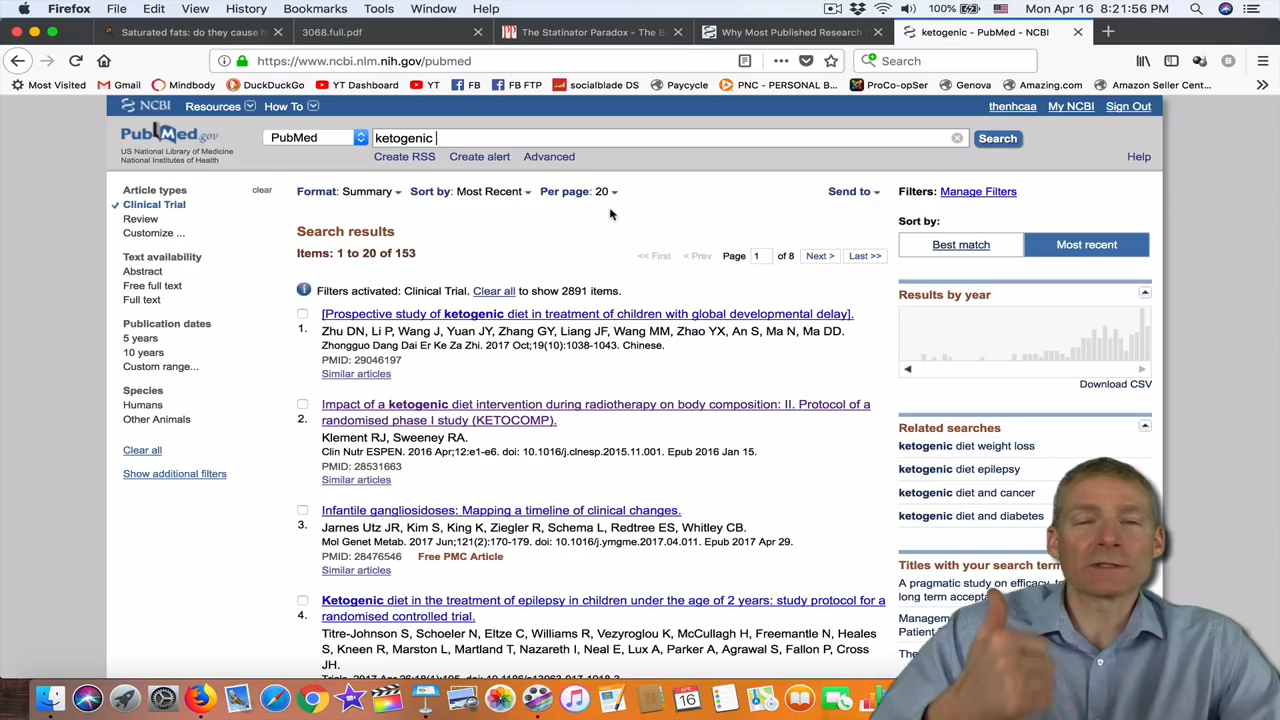 Firefox File Edit View History Bookmarks Tools Window Help 100% Mon Apr 16 8:21:56 PM
Saturated fats: do they cause h
3068.full.pdf
The Statinator Paradox - The B
Why Most Published Research
ketogenic - PubMed - NCBI
https://www.ncbi.nlm.nih.gov/pubmed
Search
Most Visited Gmail Mindbody DuckDuckGo YT Dashboard YT FB FB FTP socialblade DS Paycycle PNC - PERSONAL B... ProCo-opSer Genova Amazing.com Amazon Seller Cent...
NCBI Resources How To thenhcaa My NCBI Sign Out
PubMed.gov
US National Library of Medicine
National Institutes of Health
PubMed
ketogenic
Search
Create RSS Create alert Advanced Help
Article types clear
Clinical Trial
Review
Customize ...
Text availability
Abstract
Free full text
Full text
Publication dates
5 years
10 years
Custom range...
Species
Humans
Other Animals
Clear all
Show additional filters
Format: Summary Sort by: Most Recent Per page: 20 Send to
Search results
Items: 1 to 20 of 153
<< First < Prev Page 1 of 8 Next > Last >>
Filters activated: Clinical Trial. Clear all to show 2891 items.
[Prospective study of ketogenic diet in treatment of children with global developmental delay].
1. Zhu DN, Li P, Wang J, Yuan JY, Zhang GY, Liang JF, Wang MM, Zhao YX, An S, Ma N, Ma DD.
Zhongguo Dang Dai Er Ke Za Zhi. 2017 Oct;19(10):1038-1043. Chinese.
PMID: 29046197
Similar articles
Impact of a ketogenic diet intervention during radiotherapy on body composition: II. Protocol of a
2. randomised phase I study (KETOCOMP).
Klement RJ, Sweeney RA.
Clin Nutr ESPEN. 2016 Apr;12:e1-e6. doi: 10.1016/j.clnesp.2015.11.001. Epub 2016 Jan 15.
PMID: 28531663
Similar articles
Infantile gangliosidoses: Mapping a timeline of clinical changes.
3. Jarnes Utz JR, Kim S, King K, Ziegler R, Schema L, Redtree ES, Whitley CB.
Mol Genet Metab. 2017 Jun;121(2):170-179. doi: 10.1016/j.ymgme.2017.04.011. Epub 2017 Apr 29.
PMID: 28476546 Free PMC Article
Similar articles
Ketogenic diet in the treatment of epilepsy in children under the age of 2 years: study protocol for a
4. randomised controlled trial.
Titre-Johnson S, Schoeler N, Eltze C, Williams R, Vezyroglou K, McCullagh H, Freemantle N, Heales
S, Kneen R, Marston L, Martland T, Nazareth I, Neal E, Lux A, Parker A, Agrawal S, Fallon P, Cross
JH.
Filters: Manage Filters
Sort by:
Best match Most recent
Results by year
Download CSV
Related searches
ketogenic diet weight loss
ketogenic diet epilepsy
ketogenic diet and cancer
ketogenic diet and diabetes
Titles with your search term
A pragmatic study on efficacy, to
long term accepta
Management
Patient
The
APR
16